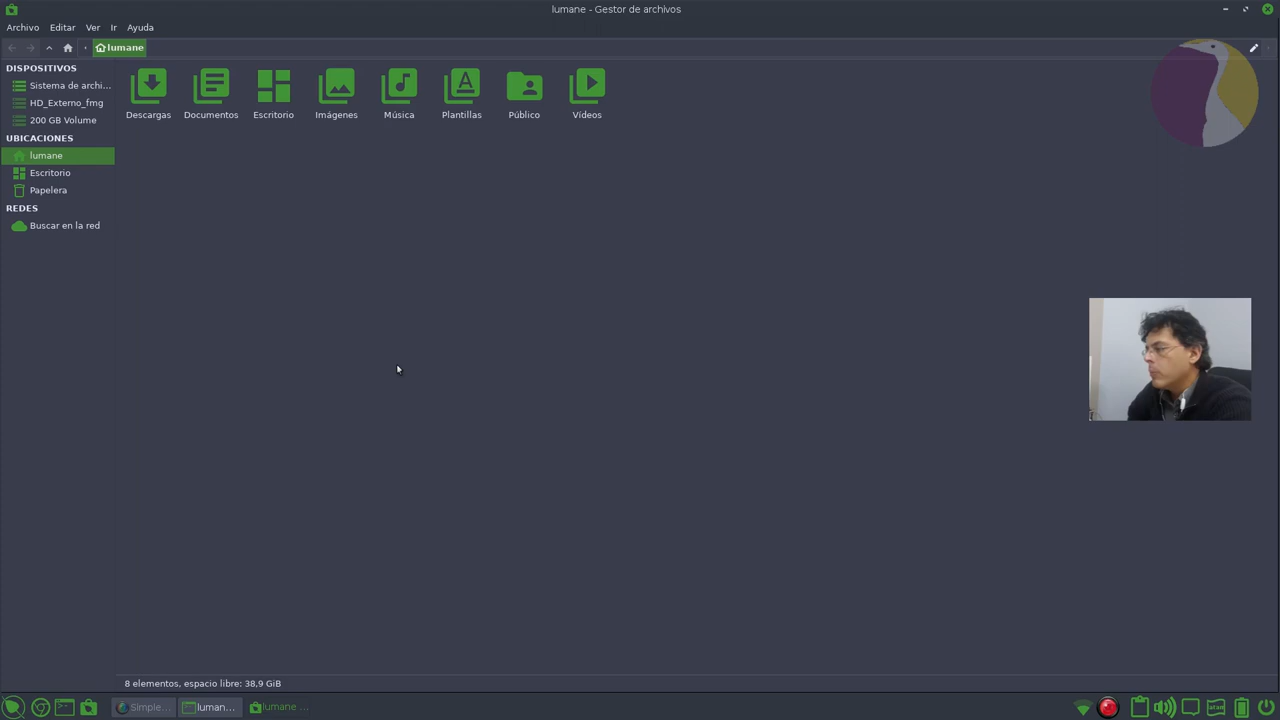 lumane - Gestor de archivos
Archivo Editar Ver Ir Ayuda
lumane
DISPOSITIVOS
Sistema de archi...
HD_Externo_fmg
200 GB Volume
UBICACIONES
lumane
Escritorio
Papelera
REDES
Buscar en la red
Descargas Documentos Escritorio Imágenes Música Plantillas Público Vídeos
8 elementos, espacio libre: 38,9 GiB
Simple... luman... lumane ... latam